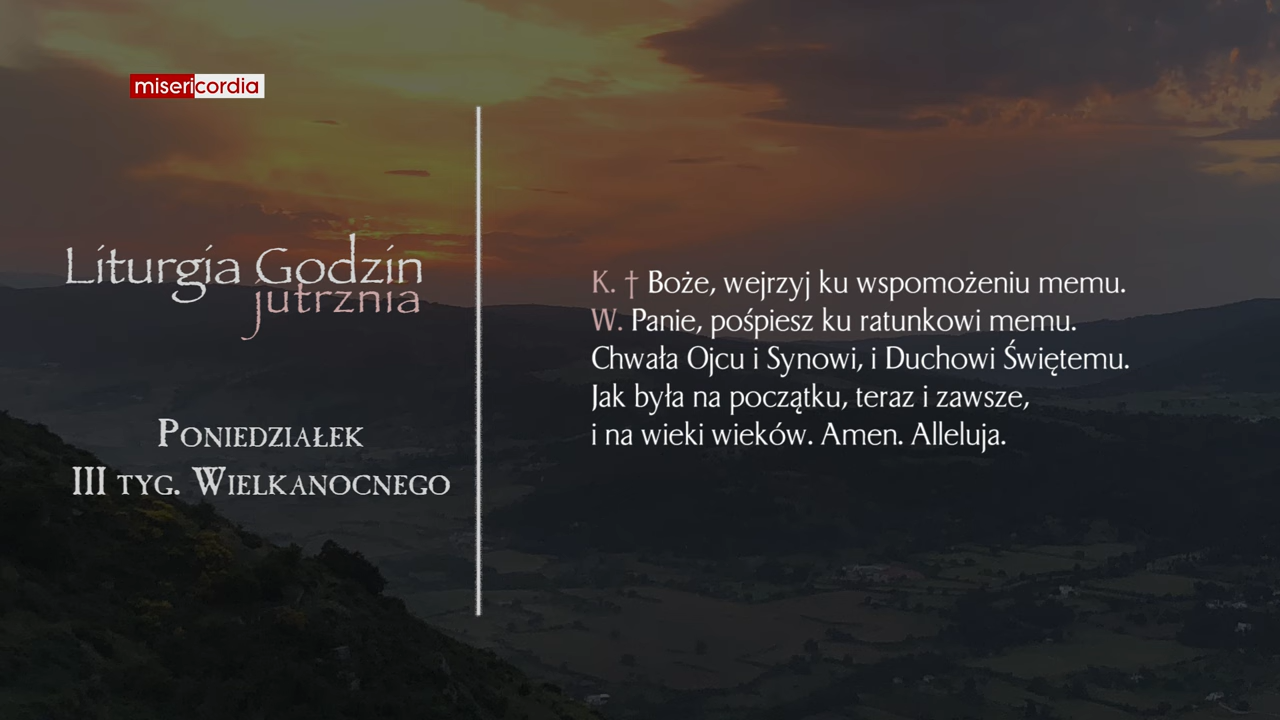 misericordia
Liturgia Godzin
jutrznia
Poniedziałek
III tyg. Wielkanocnego
K. † Boże, wejrzyj ku wspomożeniu memu.
W. Panie, pośpiesz ku ratunkowi memu.
Chwała Ojcu i Synowi, i Duchowi Świętemu.
Jak była na początku, teraz i zawsze,
i na wieki wieków. Amen. Alleluja.